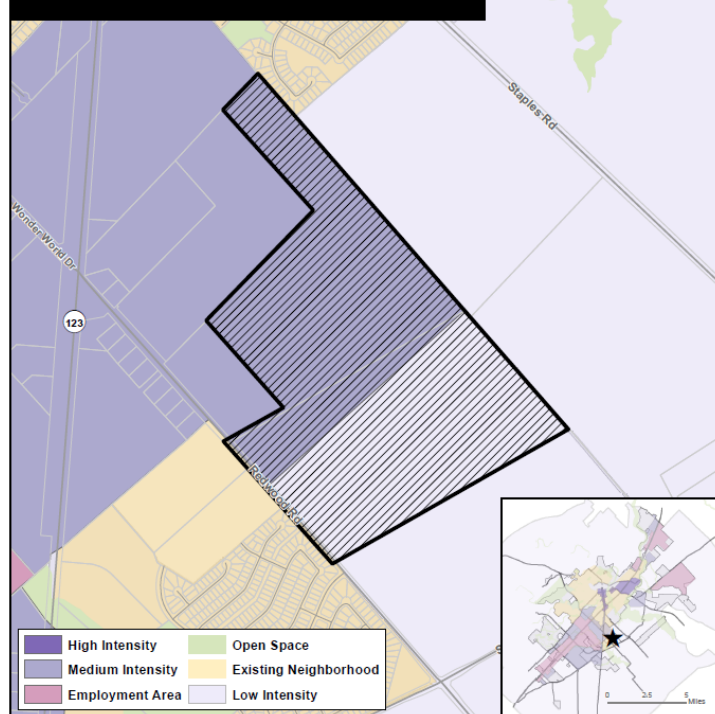 Staples Rd
Wonder World Dr
123
Redwood Rd
S
High Intensity
Medium Intensity
Employment Area
Open Space
Existing Neighborhood
Low Intensity
0 2.5 5
Miles